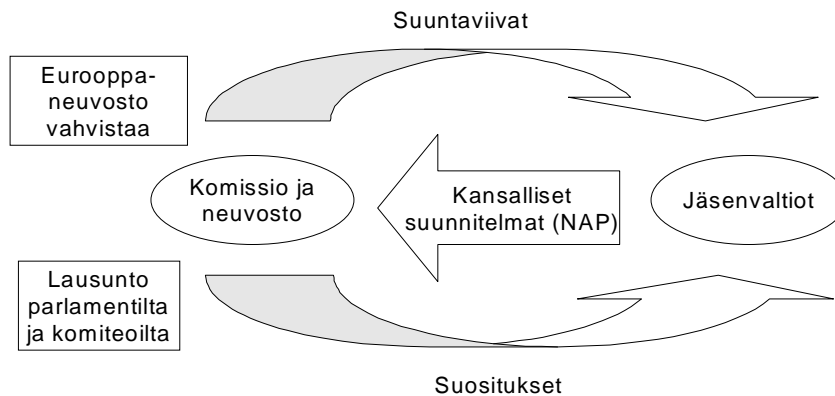 Suuntaviivat
Eurooppa-
neuvosto
vahvistaa
Komissio ja
neuvosto
Kansalliset
suunnitelmat (NAP)
Jäsenvaltiot
Lausunto
parlamentilta
ja komiteoilta
Suositukset